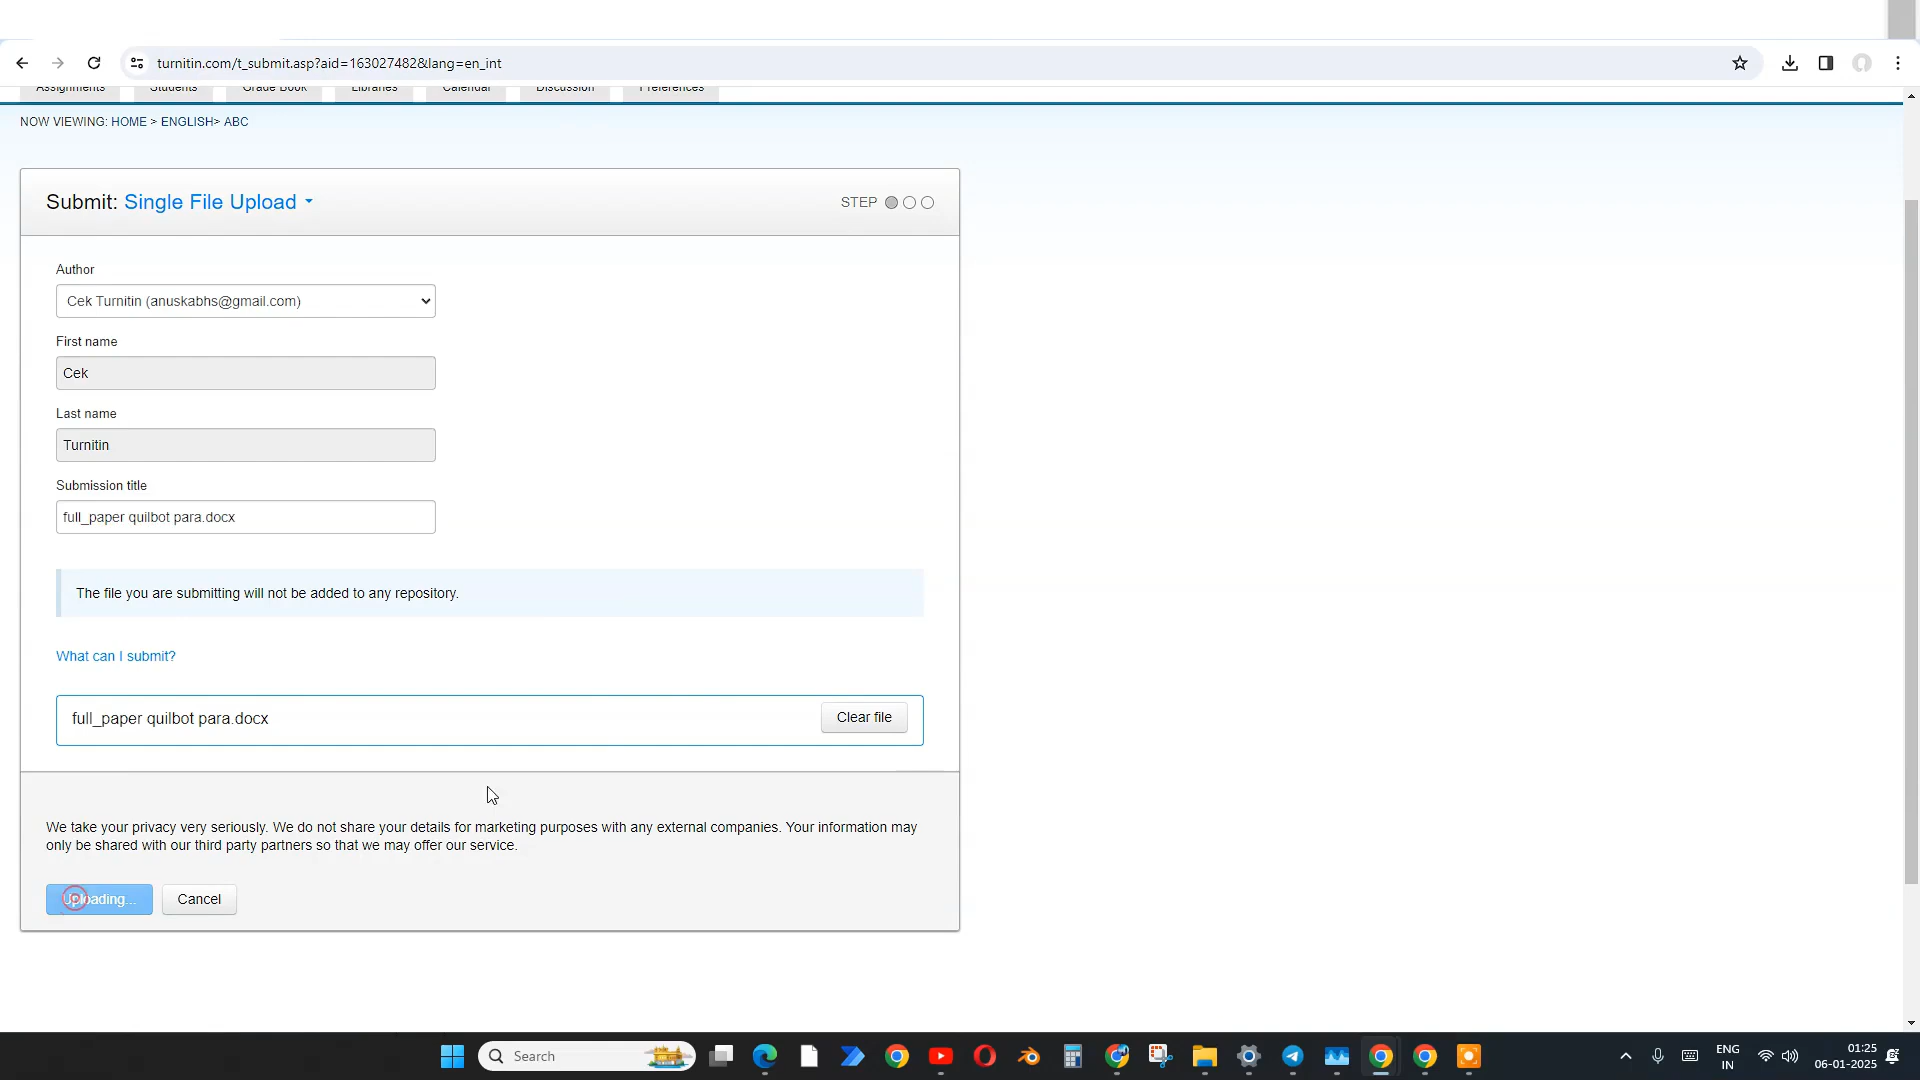 turnitin.com/t_submit.asp?aid=163027482&lang=en_int
Assignments Students Grade Book Libraries Calendar Discussion Preferences
NOW VIEWING: HOME > ENGLISH> ABC
Submit: Single File Upload
STEP
Author
Cek Turnitin (anuskabhs@gmail.com)
First name
Cek
Last name
Turnitin
Submission title
full_paper quilbot para.docx
The file you are submitting will not be added to any repository.
What can I submit?
full_paper quilbot para.docx
Clear file
We take your privacy very seriously. We do not share your details for marketing purposes with any external companies. Your information may
only be shared with our third party partners so that we may offer our service.
Uploading...
Cancel
Search
ENG
IN
01:25
06-01-2025